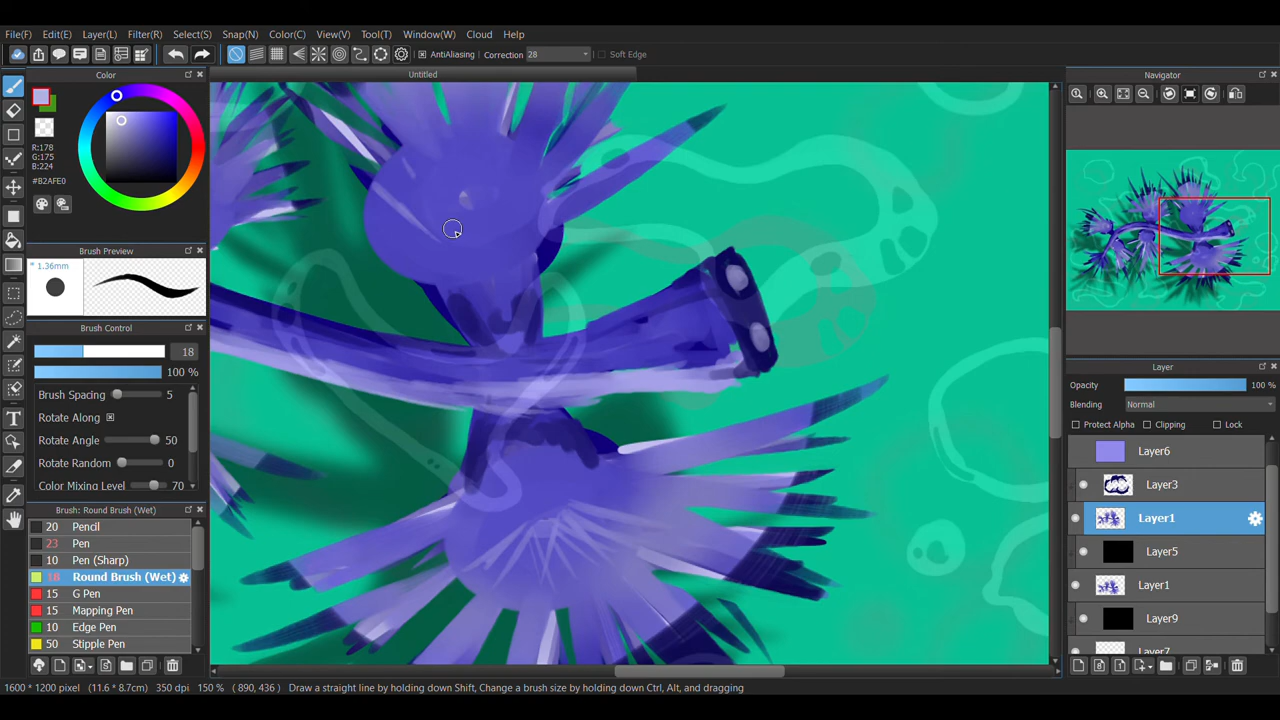 File(F) Edit(E) Layer(L) Filter(R) Select(S) Snap(N) Color(C) View(V) Tool(T) Window(W) Cloud Help
AntiAliasing Correction 28 Soft Edge
Color
Untitled
Navigator
R:178
G:175
B:224
#B2AFE0
Brush Preview
* 1.36mm
Brush Control
18
100 %
Brush Spacing 5
Rotate Along
Rotate Angle 50
Rotate Random 0
Color Mixing Level 70
Brush: Round Brush (Wet)
20 Pencil
23 Pen
10 Pen (Sharp)
18 Round Brush (Wet)
15 G Pen
15 Mapping Pen
10 Edge Pen
50 Stipple Pen
Layer
Opacity 100 %
Blending Normal
Protect Alpha Clipping Lock
Layer6
Layer3
Layer1
Layer5
Layer1
Layer9
Layer7
1600 * 1200 pixel (11.6 * 8.7cm) 350 dpi 150 % ( 890, 436 ) Draw a straight line by holding down Shift, Change a brush size by holding down Ctrl, Alt, and dragging